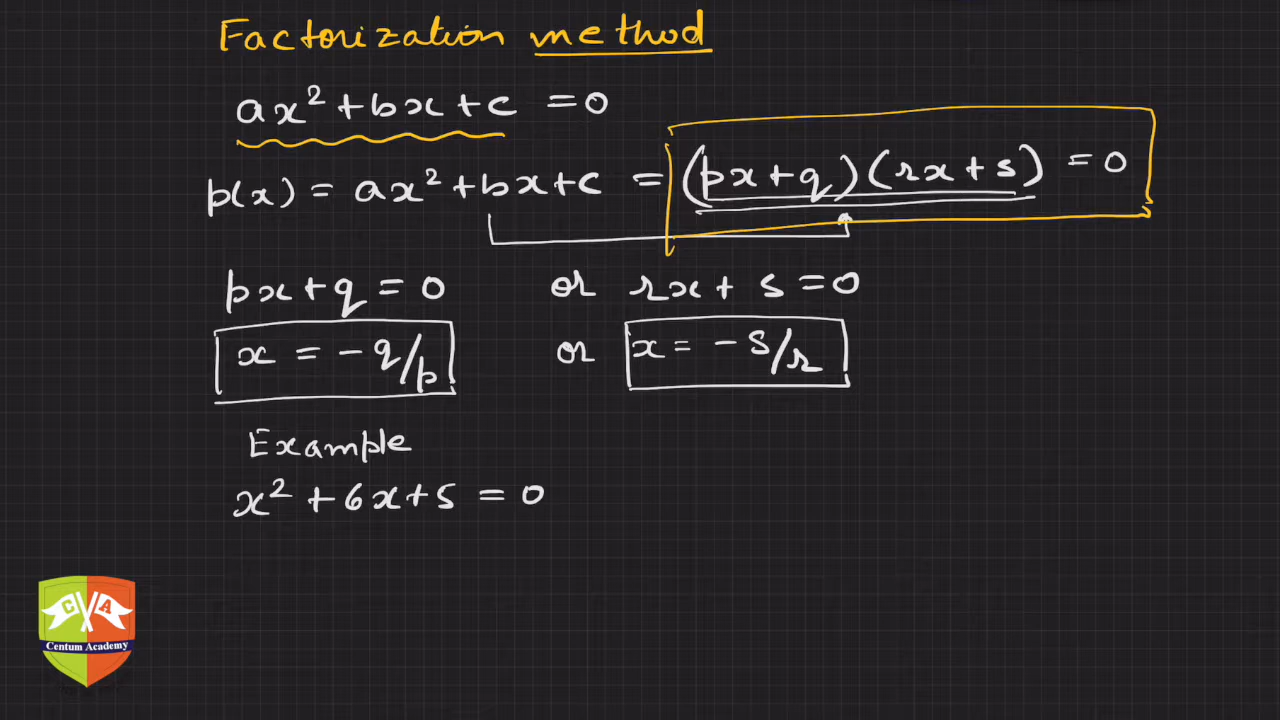 Factorization method
ax² + bx + c = 0
p(x) = ax² + bx + c = (px + q)(rx + s) = 0
px + q = 0 or rx + s = 0
x = - q/p or x = - s/r
Example
x² + 6x + 5 = 0
C A
Centum Academy